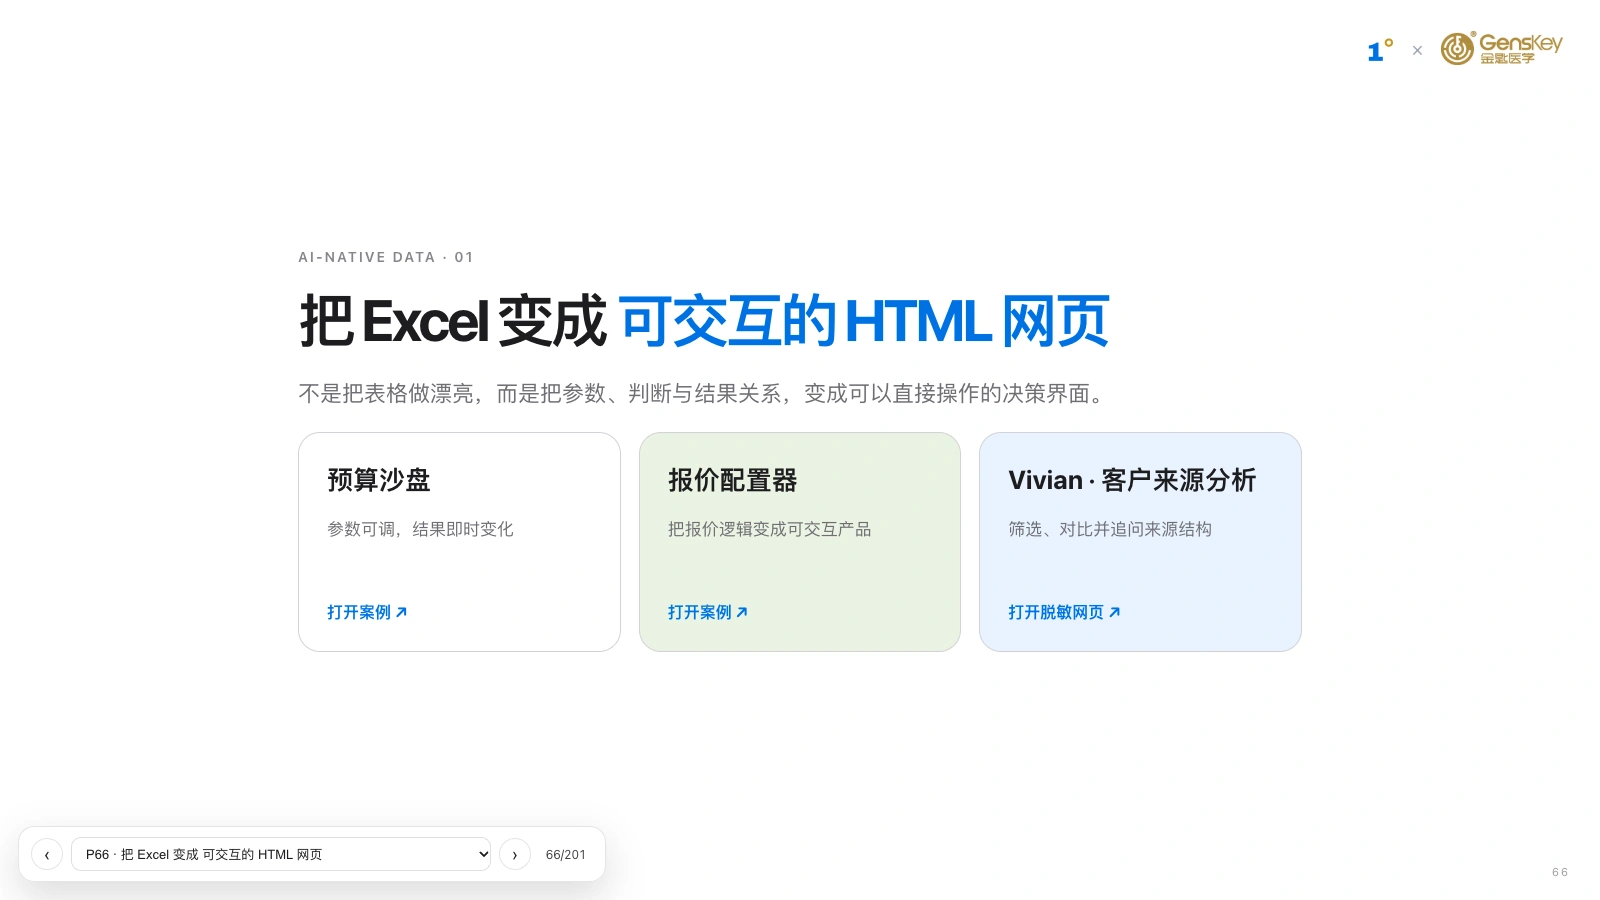 1° × GensKey®
金匙医学
AI-NATIVE DATA · 01
把 Excel 变成 可交互的 HTML 网页
不是把表格做漂亮，而是把参数、判断与结果关系，变成可以直接操作的决策界面。
预算沙盘
参数可调，结果即时变化
打开案例 ↗
报价配置器
把报价逻辑变成可交互产品
打开案例 ↗
Vivian · 客户来源分析
筛选、对比并追问来源结构
打开脱敏网页 ↗
‹ P66 · 把 Excel 变成 可交互的 HTML 网页 › 66/201
66